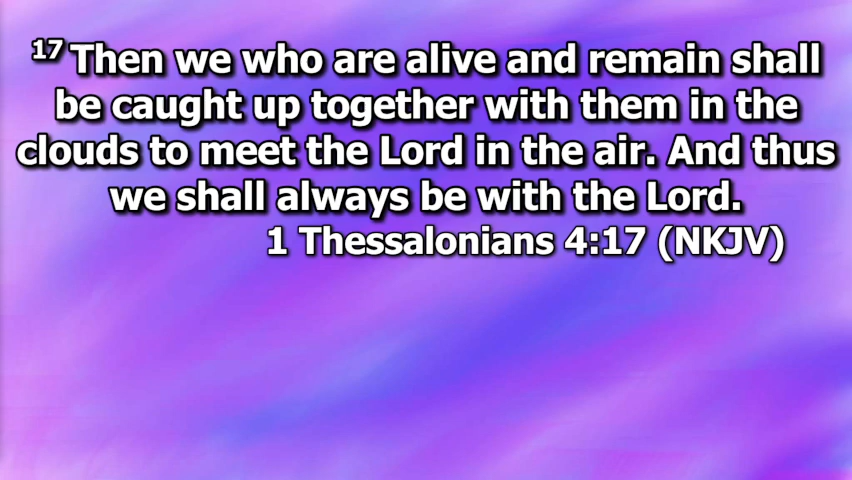 17 Then we who are alive and remain shall
be caught up together with them in the
clouds to meet the Lord in the air. And thus
we shall always be with the Lord.
1 Thessalonians 4:17 (NKJV)